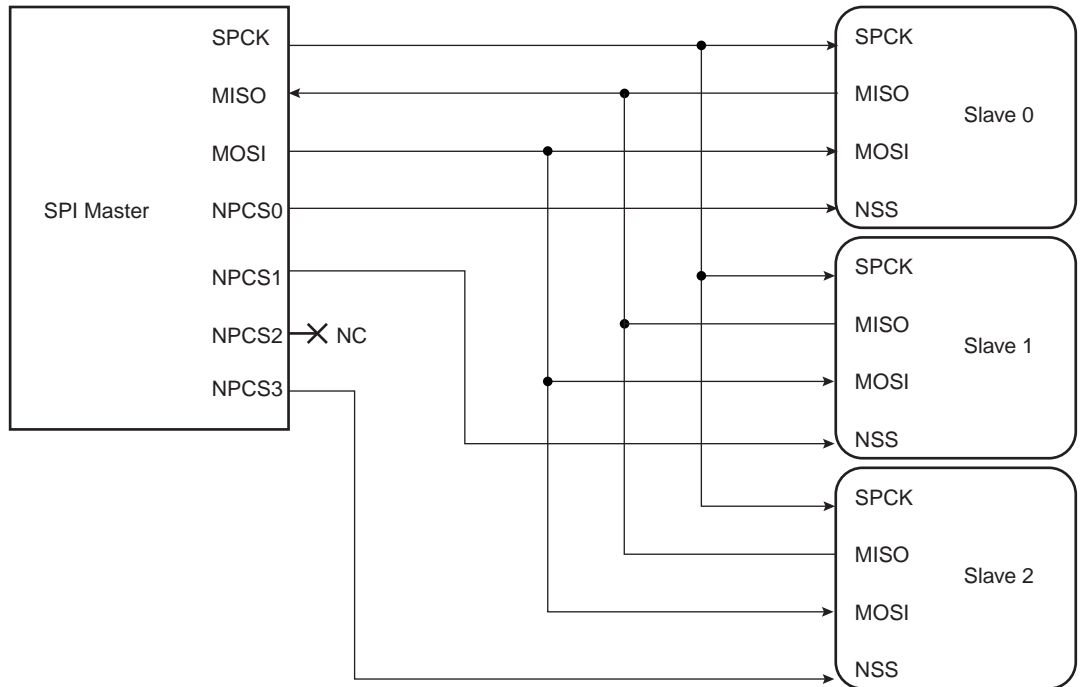 SPI Master
SPCK
MISO
MOSI
NPCS0
NPCS1
NPCS2
NC
NPCS3
SPCK
MISO
Slave 0
MOSI
NSS
SPCK
MISO
Slave 1
MOSI
NSS
SPCK
MISO
Slave 2
MOSI
NSS